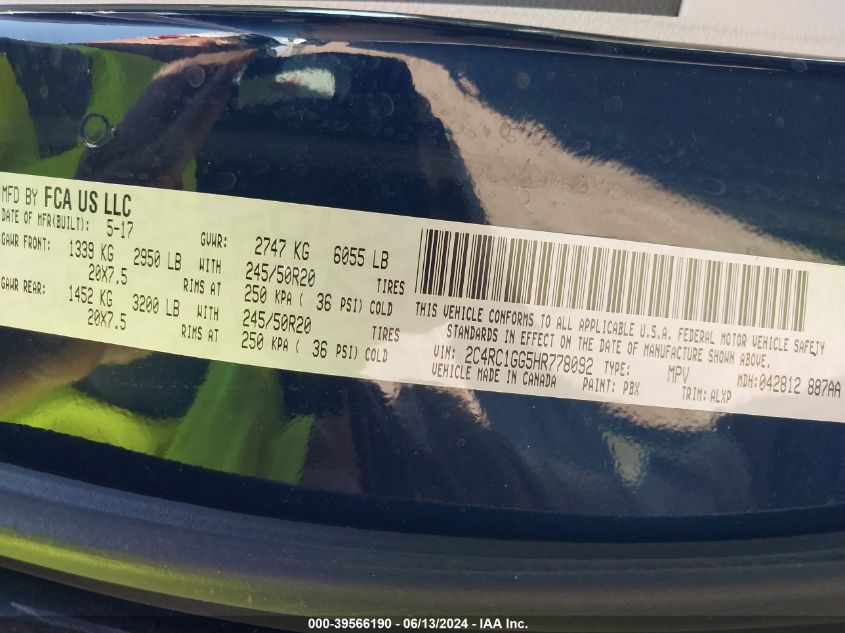 MFD BY FCA US LLC
DATE OF MFR(BUILT): 5-17 GVWR: 2747 KG 6055 LB
GAWR FRONT: 1339 KG 2950 LB WITH 245/50R20 TIRES
20X7.5 RIMS AT 250 KPA ( 36 PSI) COLD
GAWR REAR: 1452 KG 3200 LB WITH 245/50R20 TIRES
20X7.5 RIMS AT 250 KPA ( 36 PSI) COLD
THIS VEHICLE CONFORMS TO ALL APPLICABLE U.S.A. FEDERAL MOTOR VEHICLE SAFETY
STANDARDS IN EFFECT ON THE DATE OF MANUFACTURE SHOWN ABOVE.
VIN: 2C4RC1GG5HR778092 TYPE: MPV MDH:042812 887AA
VEHICLE MADE IN CANADA PAINT: PBX TRIM: ALXP
000-39566190 - 06/13/2024 - IAA Inc.